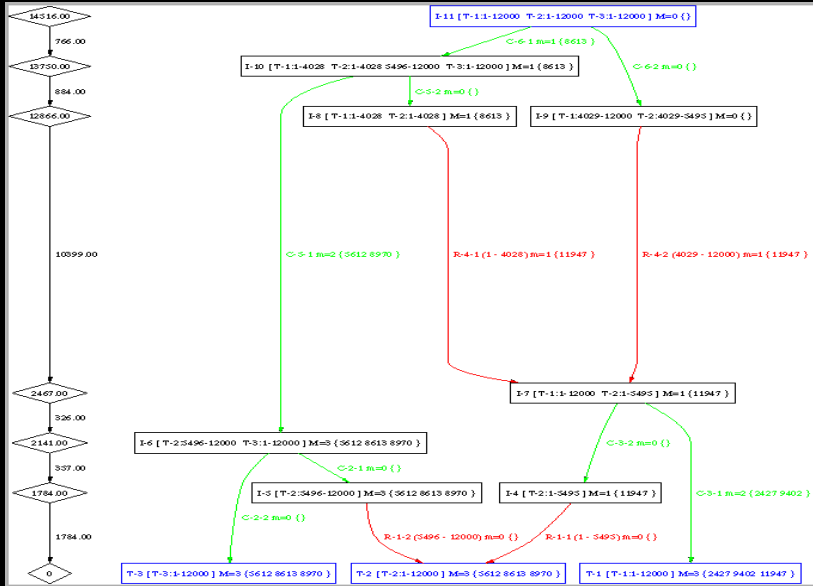 14516.00
I-11 [ T-1:1-12000 T-2:1-12000 T-3:1-12000 ] M=0 { }
766.00
C-6-1 m=1 {8613 }
13750.00
I-10 [ T-1:1-4028 T-2:1-4028 5496-12000 T-3:1-12000 ] M=1 {8613 }
C-6-2 m=0 { }
884.00
C-5-2 m=0 { }
12866.00
I-8 [ T-1:1-4028 T-2:1-4028 ] M=1 {8613 }
I-9 [ T-1:4029-12000 T-2:4029-5495 ] M=0 { }
10399.00
C-5-1 m=2 {5612 8970 }
R-4-1 (1 - 4028) m=1 {11947 }
R-4-2 (4029 - 12000) m=1 {11947 }
2467.00
I-7 [ T-1:1-12000 T-2:1-5495 ] M=1 {11947 }
326.00
2141.00
I-6 [ T-2:5496-12000 T-3:1-12000 ] M=3 {5612 8613 8970 }
C-3-2 m=0 { }
357.00
C-2-1 m=0 { }
1784.00
I-5 [ T-2:5496-12000 ] M=3 {5612 8613 8970 }
I-4 [ T-2:1-5495 ] M=1 {11947 }
C-3-1 m=2 {2427 9402 }
C-2-2 m=0 { }
1784.00
R-1-2 (5496 - 12000) m=0 { }
R-1-1 (1 - 5495) m=0 { }
0
T-3 [ T-3:1-12000 ] M=3 {5612 8613 8970 }
T-2 [ T-2:1-12000 ] M=3 {5612 8613 8970 }
T-1 [ T-1:1-12000 ] M=3 {2427 9402 11947 }